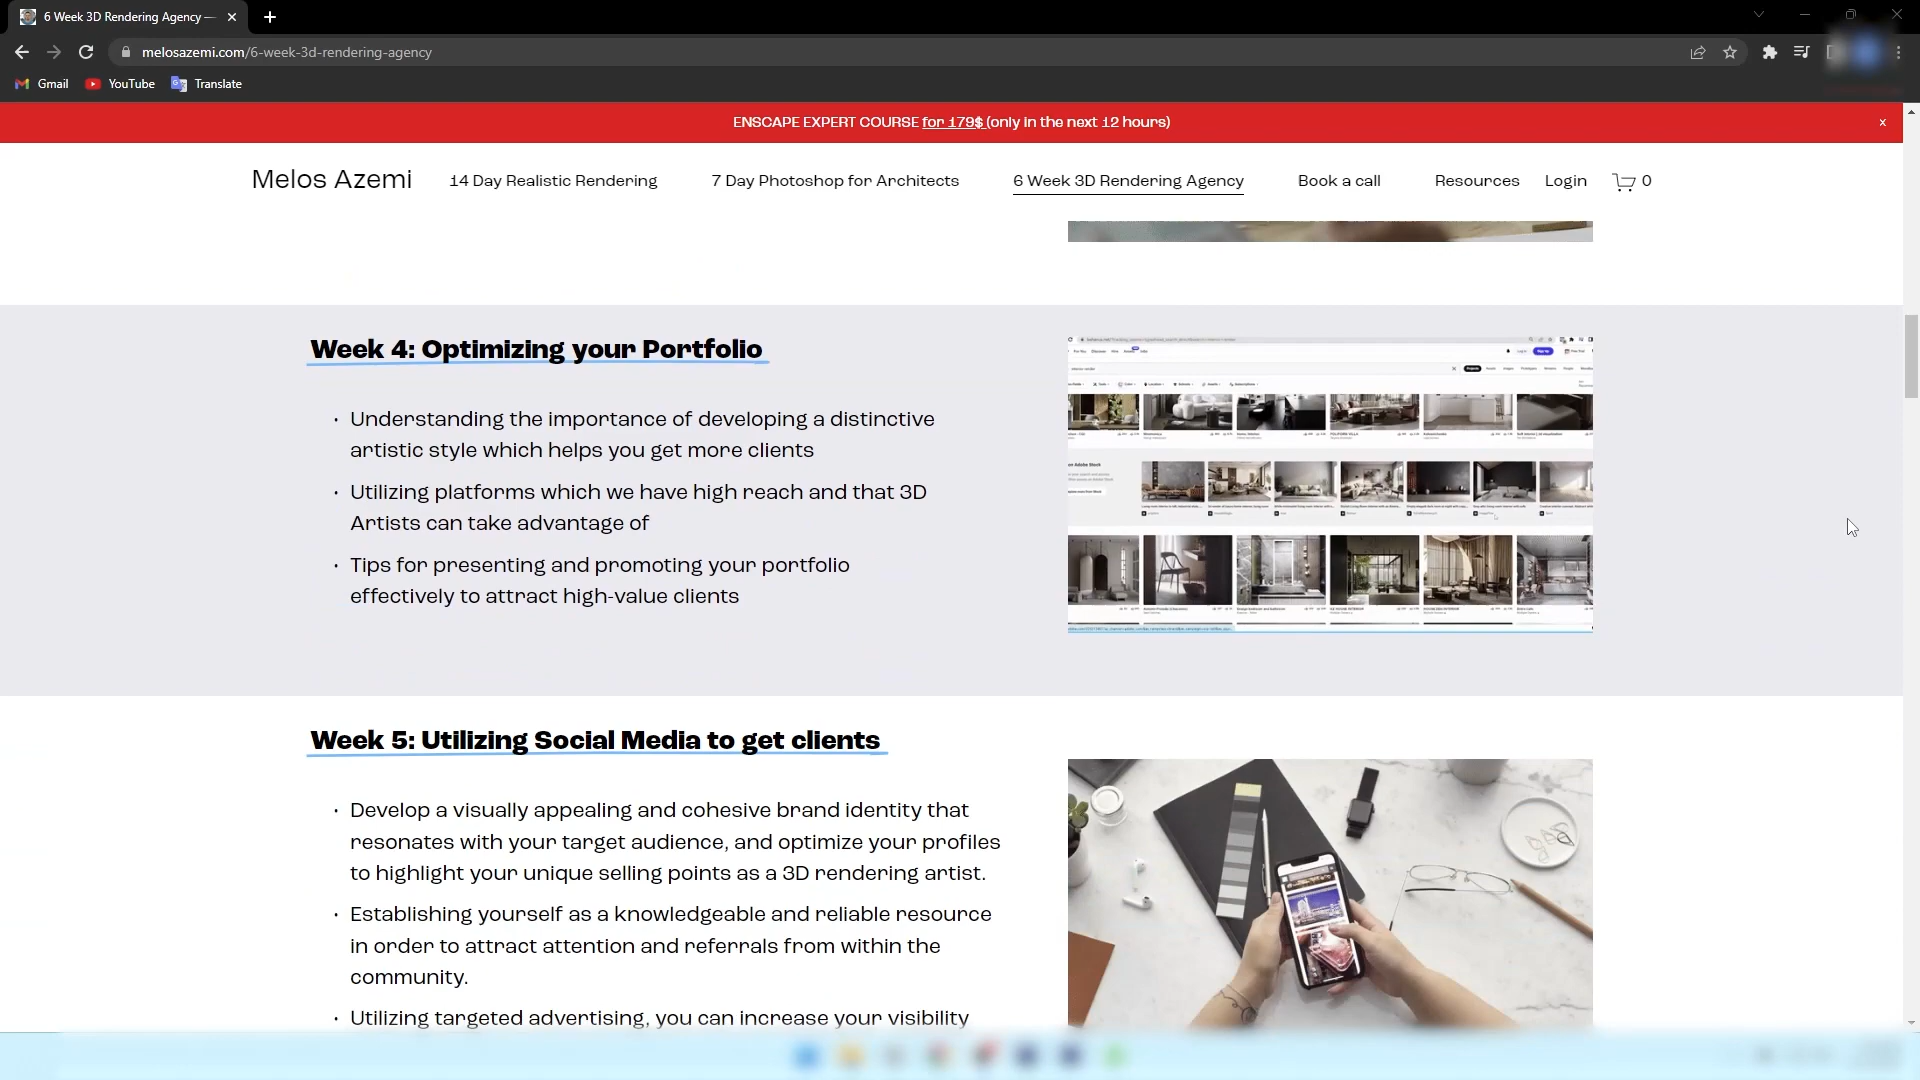 6 Week 3D Rendering Agency —
melosazemi.com/6-week-3d-rendering-agency
Gmail YouTube Translate
ENSCAPE EXPERT COURSE for 179$ (only in the next 12 hours) x
Melos Azemi 14 Day Realistic Rendering 7 Day Photoshop for Architects 6 Week 3D Rendering Agency Book a call Resources Login 0
Week 4: Optimizing your Portfolio
· Understanding the importance of developing a distinctive
artistic style which helps you get more clients
· Utilizing platforms which we have high reach and that 3D
Artists can take advantage of
· Tips for presenting and promoting your portfolio
effectively to attract high-value clients
Week 5: Utilizing Social Media to get clients
· Develop a visually appealing and cohesive brand identity that
resonates with your target audience, and optimize your profiles
to highlight your unique selling points as a 3D rendering artist.
· Establishing yourself as a knowledgeable and reliable resource
in order to attract attention and referrals from within the
community.
· Utilizing targeted advertising, you can increase your visibility